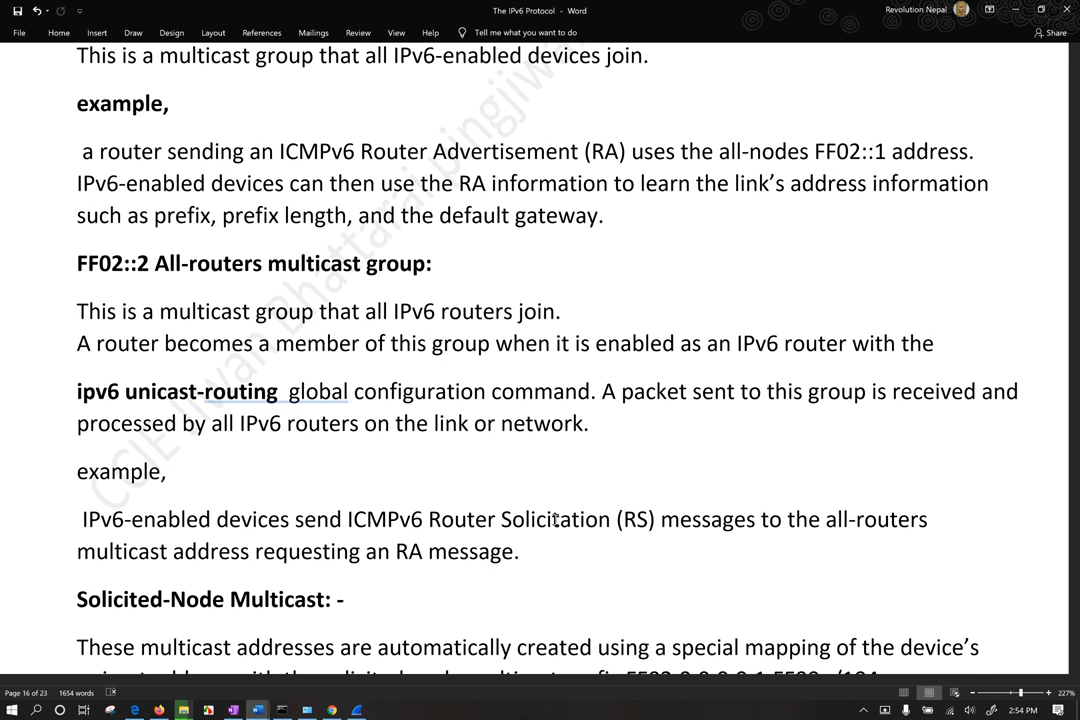 The IPv6 Protocol - Word
Revolution Nepal
File Home Insert Draw Design Layout References Mailings Review View Help Tell me what you want to do Share
This is a multicast group that all IPv6-enabled devices join.
example,
a router sending an ICMPv6 Router Advertisement (RA) uses the all-nodes FF02::1 address.
IPv6-enabled devices can then use the RA information to learn the link's address information
such as prefix, prefix length, and the default gateway.
FF02::2 All-routers multicast group:
This is a multicast group that all IPv6 routers join.
A router becomes a member of this group when it is enabled as an IPv6 router with the
ipv6 unicast-routing global configuration command. A packet sent to this group is received and
processed by all IPv6 routers on the link or network.
example,
IPv6-enabled devices send ICMPv6 Router Solicitation (RS) messages to the all-routers
multicast address requesting an RA message.
Solicited-Node Multicast: -
These multicast addresses are automatically created using a special mapping of the device's
CCIE Jiwan Bhattarai
Page 16 of 23 1654 words
227%
2:54 PM